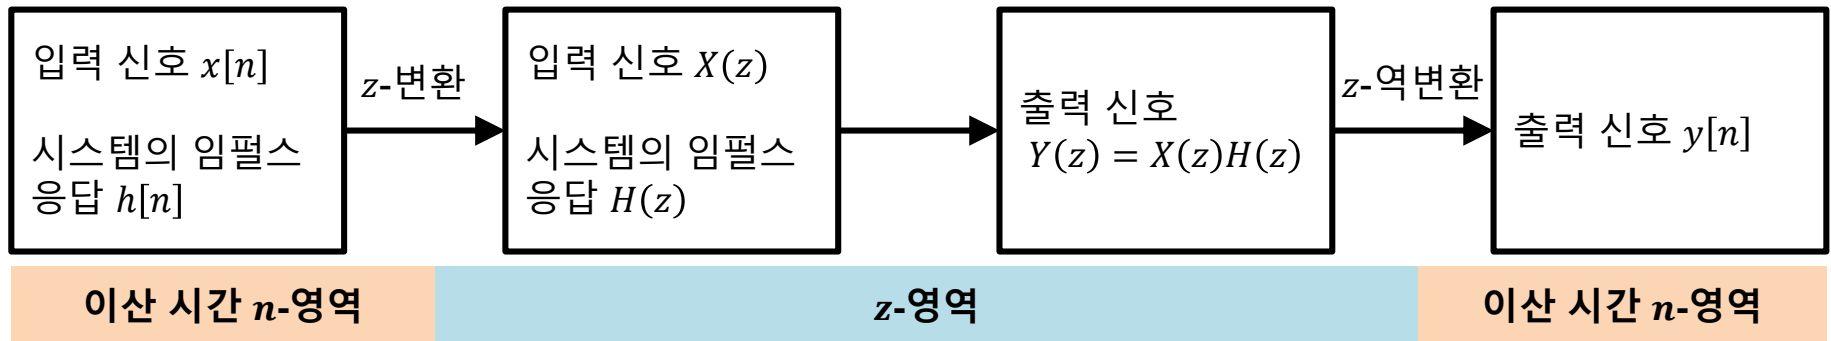 입력 신호 x[n]
시스템의 임펄스
응답 h[n]
z-변환
입력 신호 X(z)
시스템의 임펄스
응답 H(z)
출력 신호
Y(z) = X(z)H(z)
z-역변환
출력 신호 y[n]
이산 시간 n-영역
z-영역
이산 시간 n-영역